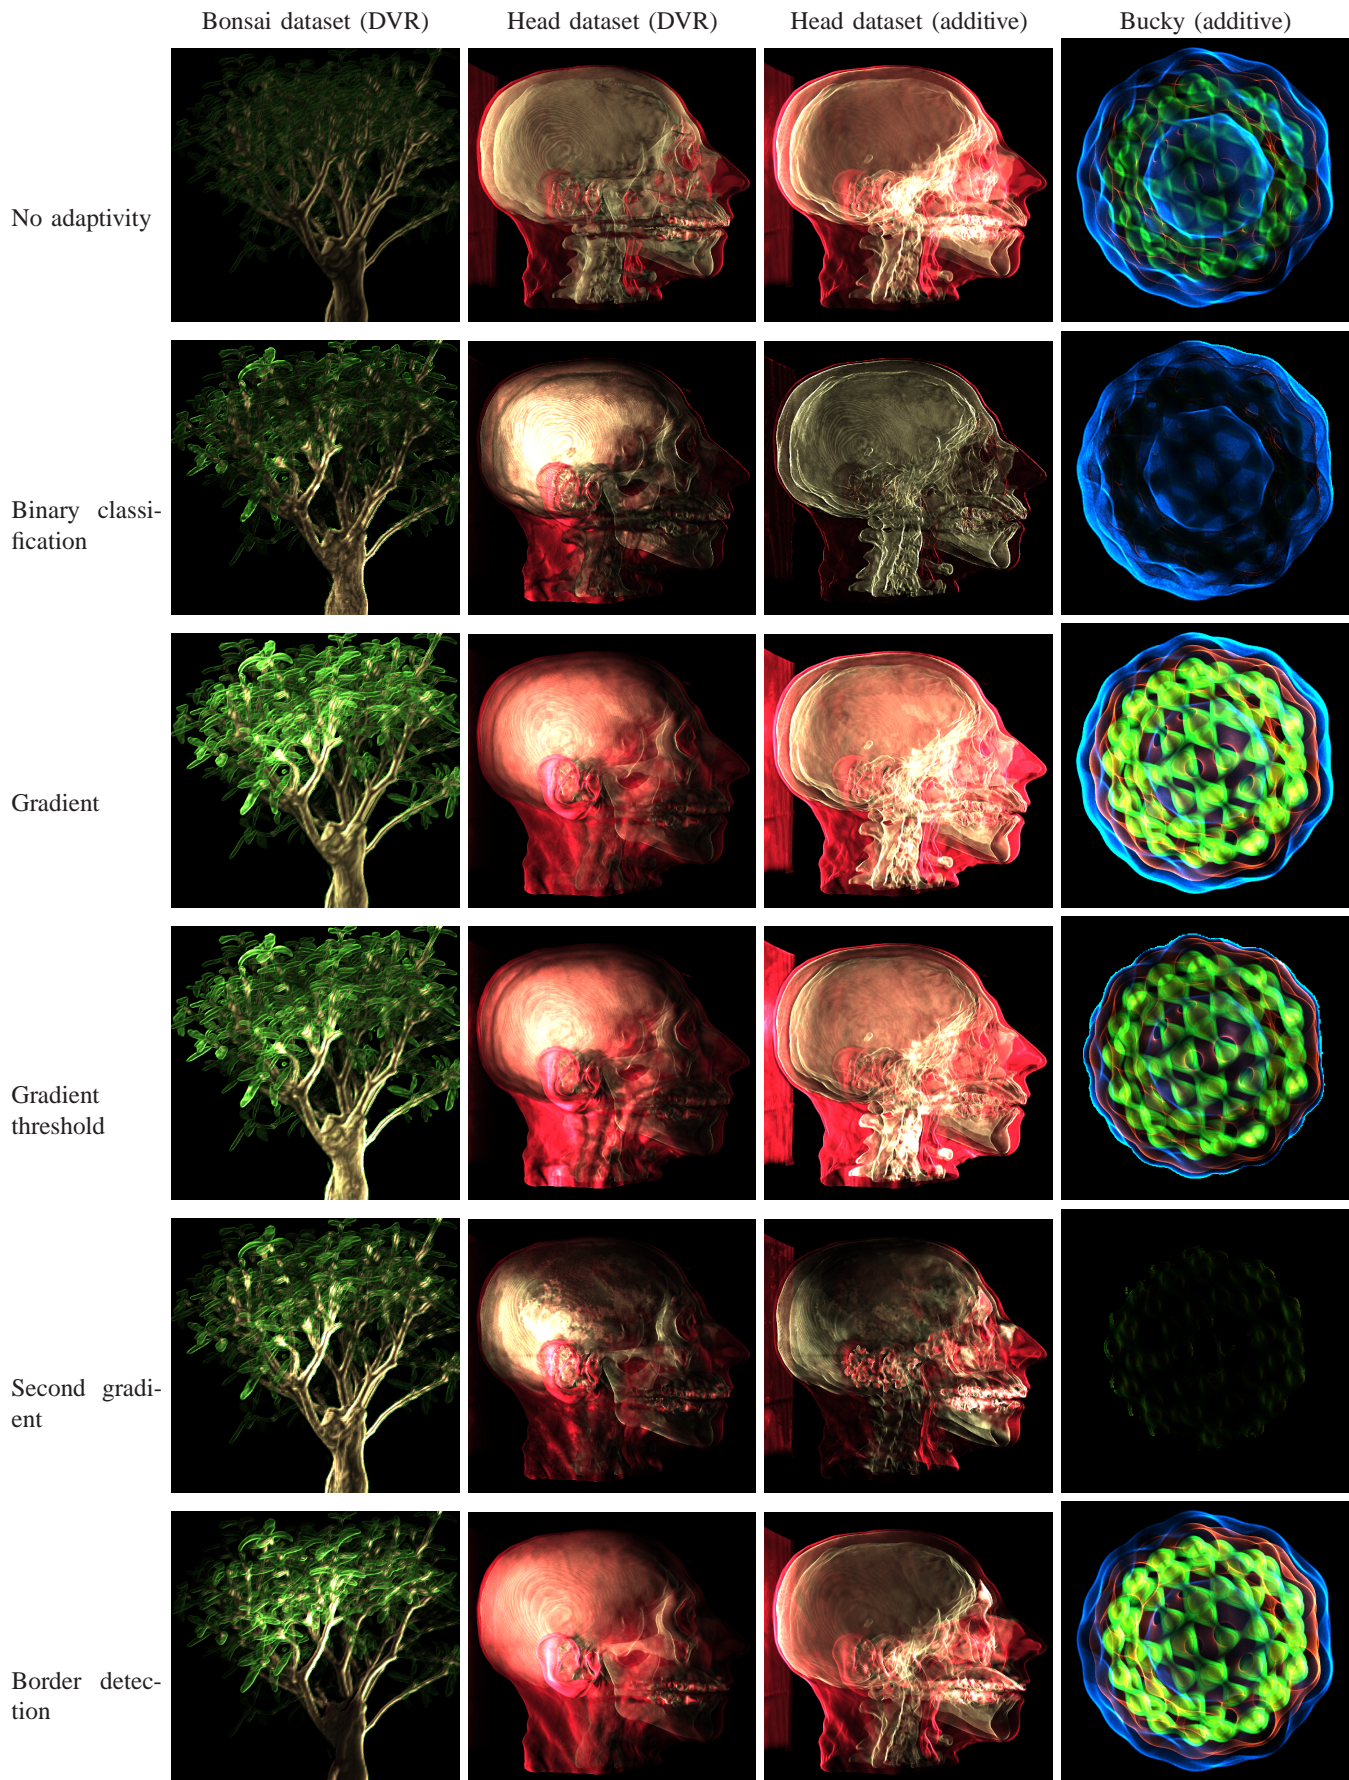 Bonsai dataset (DVR) Head dataset (DVR) Head dataset (additive) Bucky (additive)
No adaptivity
Binary classi-
fication
Gradient
Gradient
threshold
Second gradi-
ent
Border detec-
tion